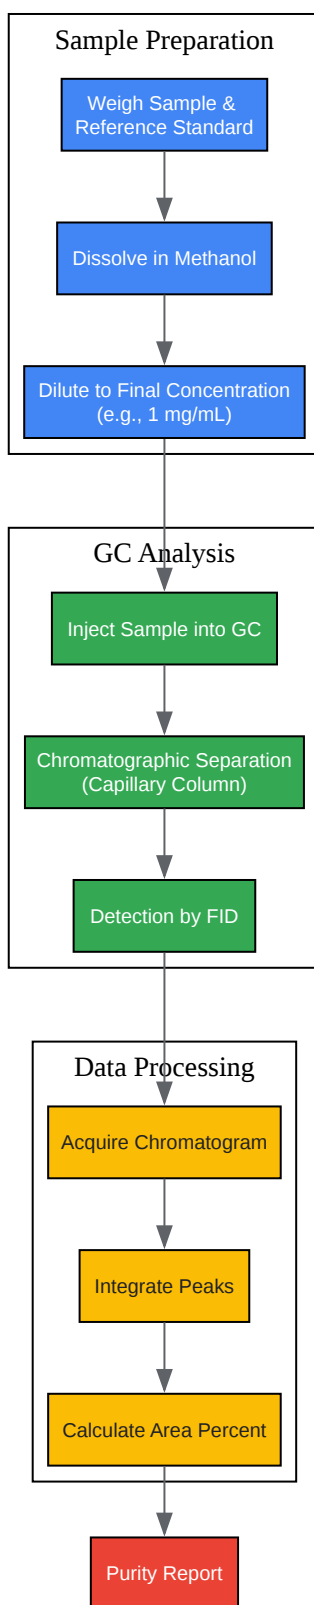 Sample Preparation
Weigh Sample &
Reference Standard
Dissolve in Methanol
Dilute to Final Concentration
(e.g., 1 mg/mL)
GC Analysis
Inject Sample into GC
Chromatographic Separation
(Capillary Column)
Detection by FID
Data Processing
Acquire Chromatogram
Integrate Peaks
Calculate Area Percent
Purity Report